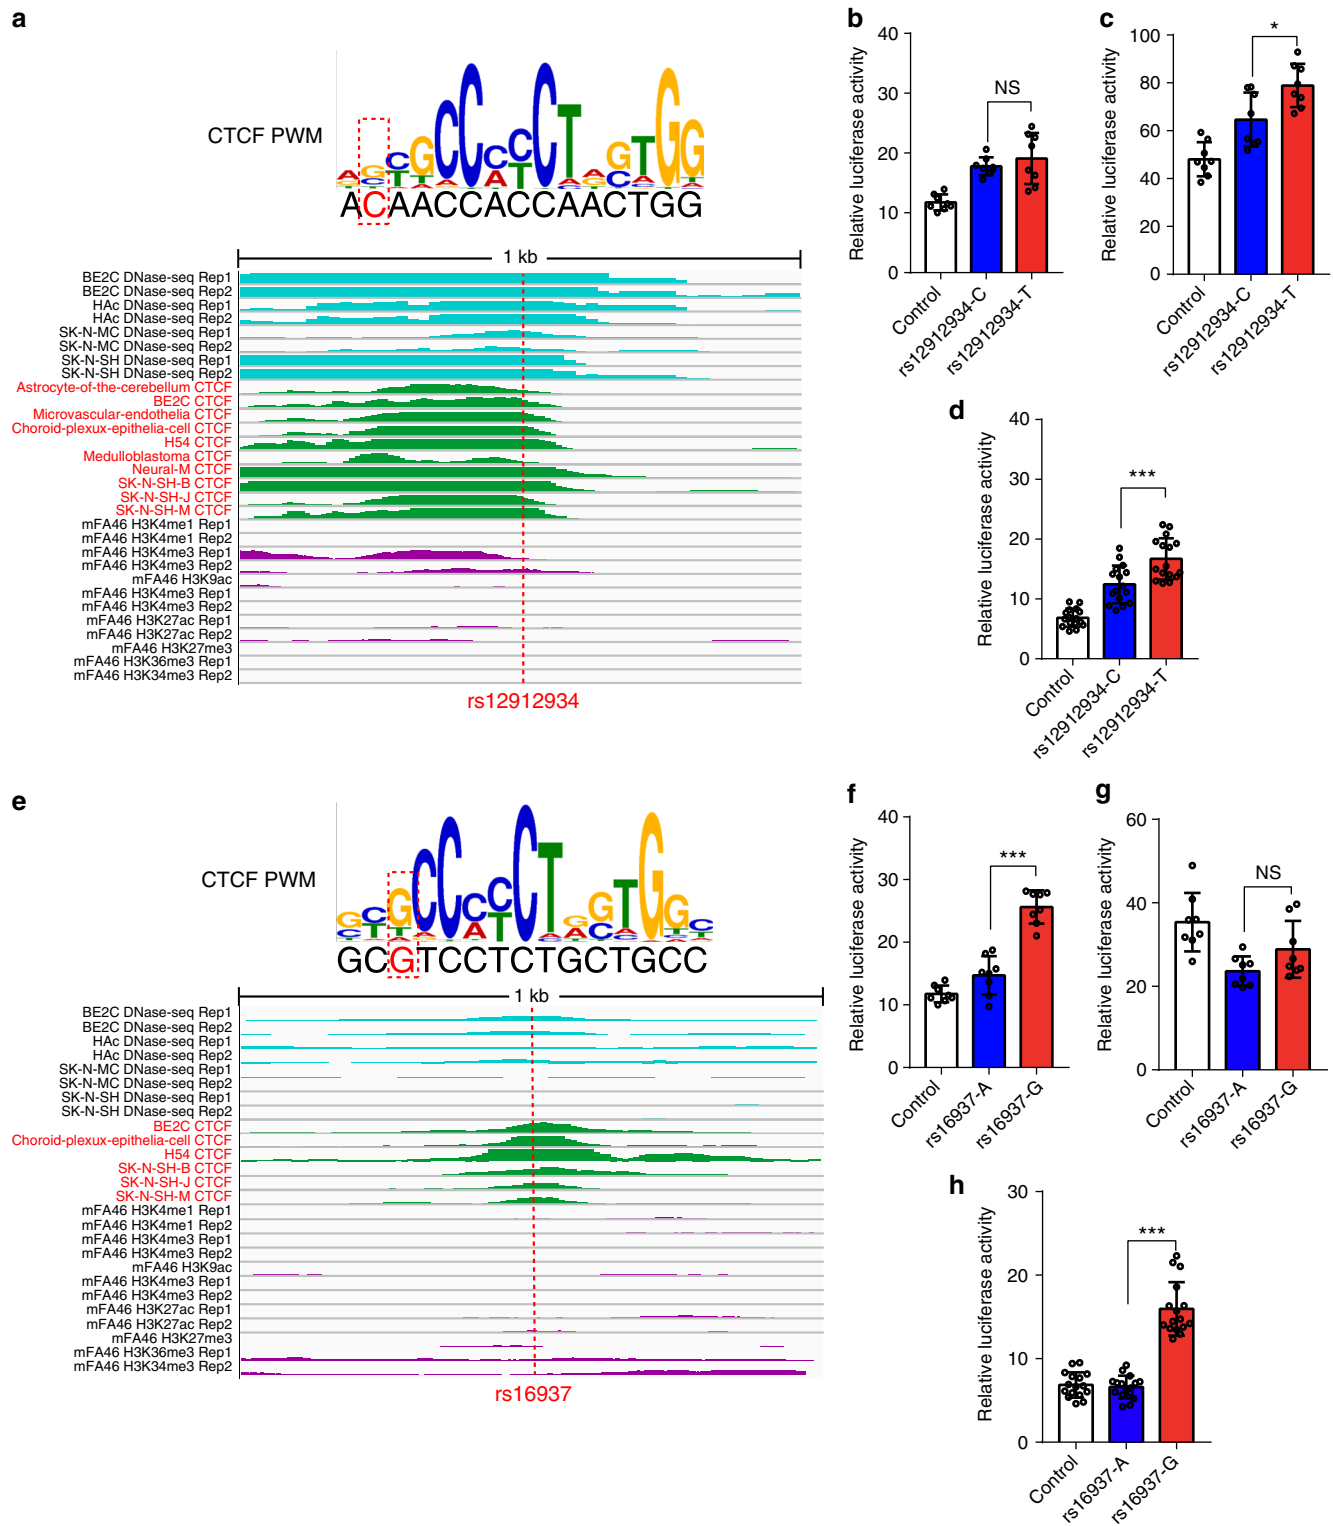 a
CTCF PWM
ACAACCACCAACTGG
1 kb
BE2C DNase-seq Rep1
BE2C DNase-seq Rep2
HAc DNase-seq Rep1
HAc DNase-seq Rep2
SK-N-MC DNase-seq Rep1
SK-N-MC DNase-seq Rep2
SK-N-SH DNase-seq Rep1
SK-N-SH DNase-seq Rep2
Astrocyte-of-the-cerebellum CTCF
BE2C CTCF
Microvascular-endothelia CTCF
Choroid-plexux-epithelia-cell CTCF
H54 CTCF
Medulloblastoma CTCF
Neural-M CTCF
SK-N-SH-B CTCF
SK-N-SH-J CTCF
SK-N-SH-M CTCF
mFA46 H3K4me1 Rep1
mFA46 H3K4me1 Rep2
mFA46 H3K4me3 Rep1
mFA46 H3K4me3 Rep2
mFA46 H3K9ac
mFA46 H3K4me3 Rep1
mFA46 H3K4me3 Rep2
mFA46 H3K27ac Rep1
mFA46 H3K27ac Rep2
mFA46 H3K27me3
mFA46 H3K36me3 Rep1
mFA46 H3K34me3 Rep2
rs12912934
b
Relative luciferase activity
40
30
20
10
0
NS
Control
rs12912934-C
rs12912934-T
c
Relative luciferase activity
100
80
60
40
20
0
*
Control
rs12912934-C
rs12912934-T
d
Relative luciferase activity
40
30
20
10
0
***
Control
rs12912934-C
rs12912934-T
e
CTCF PWM
GCGTCCTCTGCTGCC
1 kb
BE2C DNase-seq Rep1
BE2C DNase-seq Rep2
HAc DNase-seq Rep1
HAc DNase-seq Rep2
SK-N-MC DNase-seq Rep1
SK-N-MC DNase-seq Rep2
SK-N-SH DNase-seq Rep1
SK-N-SH DNase-seq Rep2
BE2C CTCF
Choroid-plexux-epithelia-cell CTCF
H54 CTCF
SK-N-SH-B CTCF
SK-N-SH-J CTCF
SK-N-SH-M CTCF
mFA46 H3K4me1 Rep1
mFA46 H3K4me1 Rep2
mFA46 H3K4me3 Rep1
mFA46 H3K4me3 Rep2
mFA46 H3K9ac
mFA46 H3K4me3 Rep1
mFA46 H3K4me3 Rep2
mFA46 H3K27ac Rep1
mFA46 H3K27ac Rep2
mFA46 H3K27me3
mFA46 H3K36me3 Rep1
mFA46 H3K34me3 Rep2
rs16937
f
Relative luciferase activity
40
30
20
10
0
***
Control
rs16937-A
rs16937-G
g
Relative luciferase activity
60
40
20
0
NS
Control
rs16937-A
rs16937-G
h
Relative luciferase activity
30
20
10
0
***
Control
rs16937-A
rs16937-G